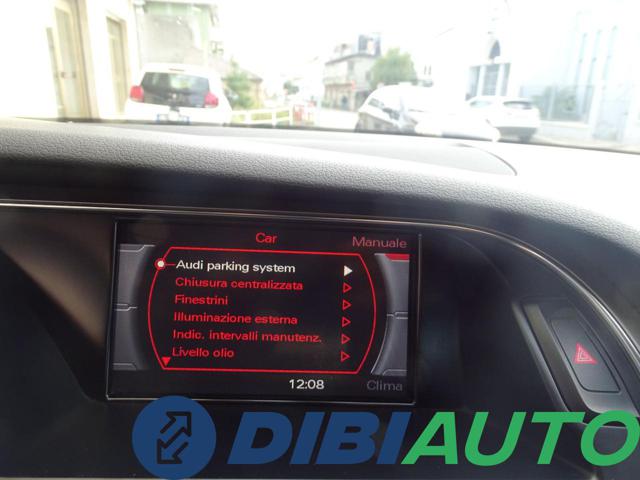 Car
Manuale
Audi parking system
Chiusura centralizzata
Finestrini
Illuminazione esterna
Indic. intervalli manutenz.
Livello olio
12:08
Clima
DIBIAUTO